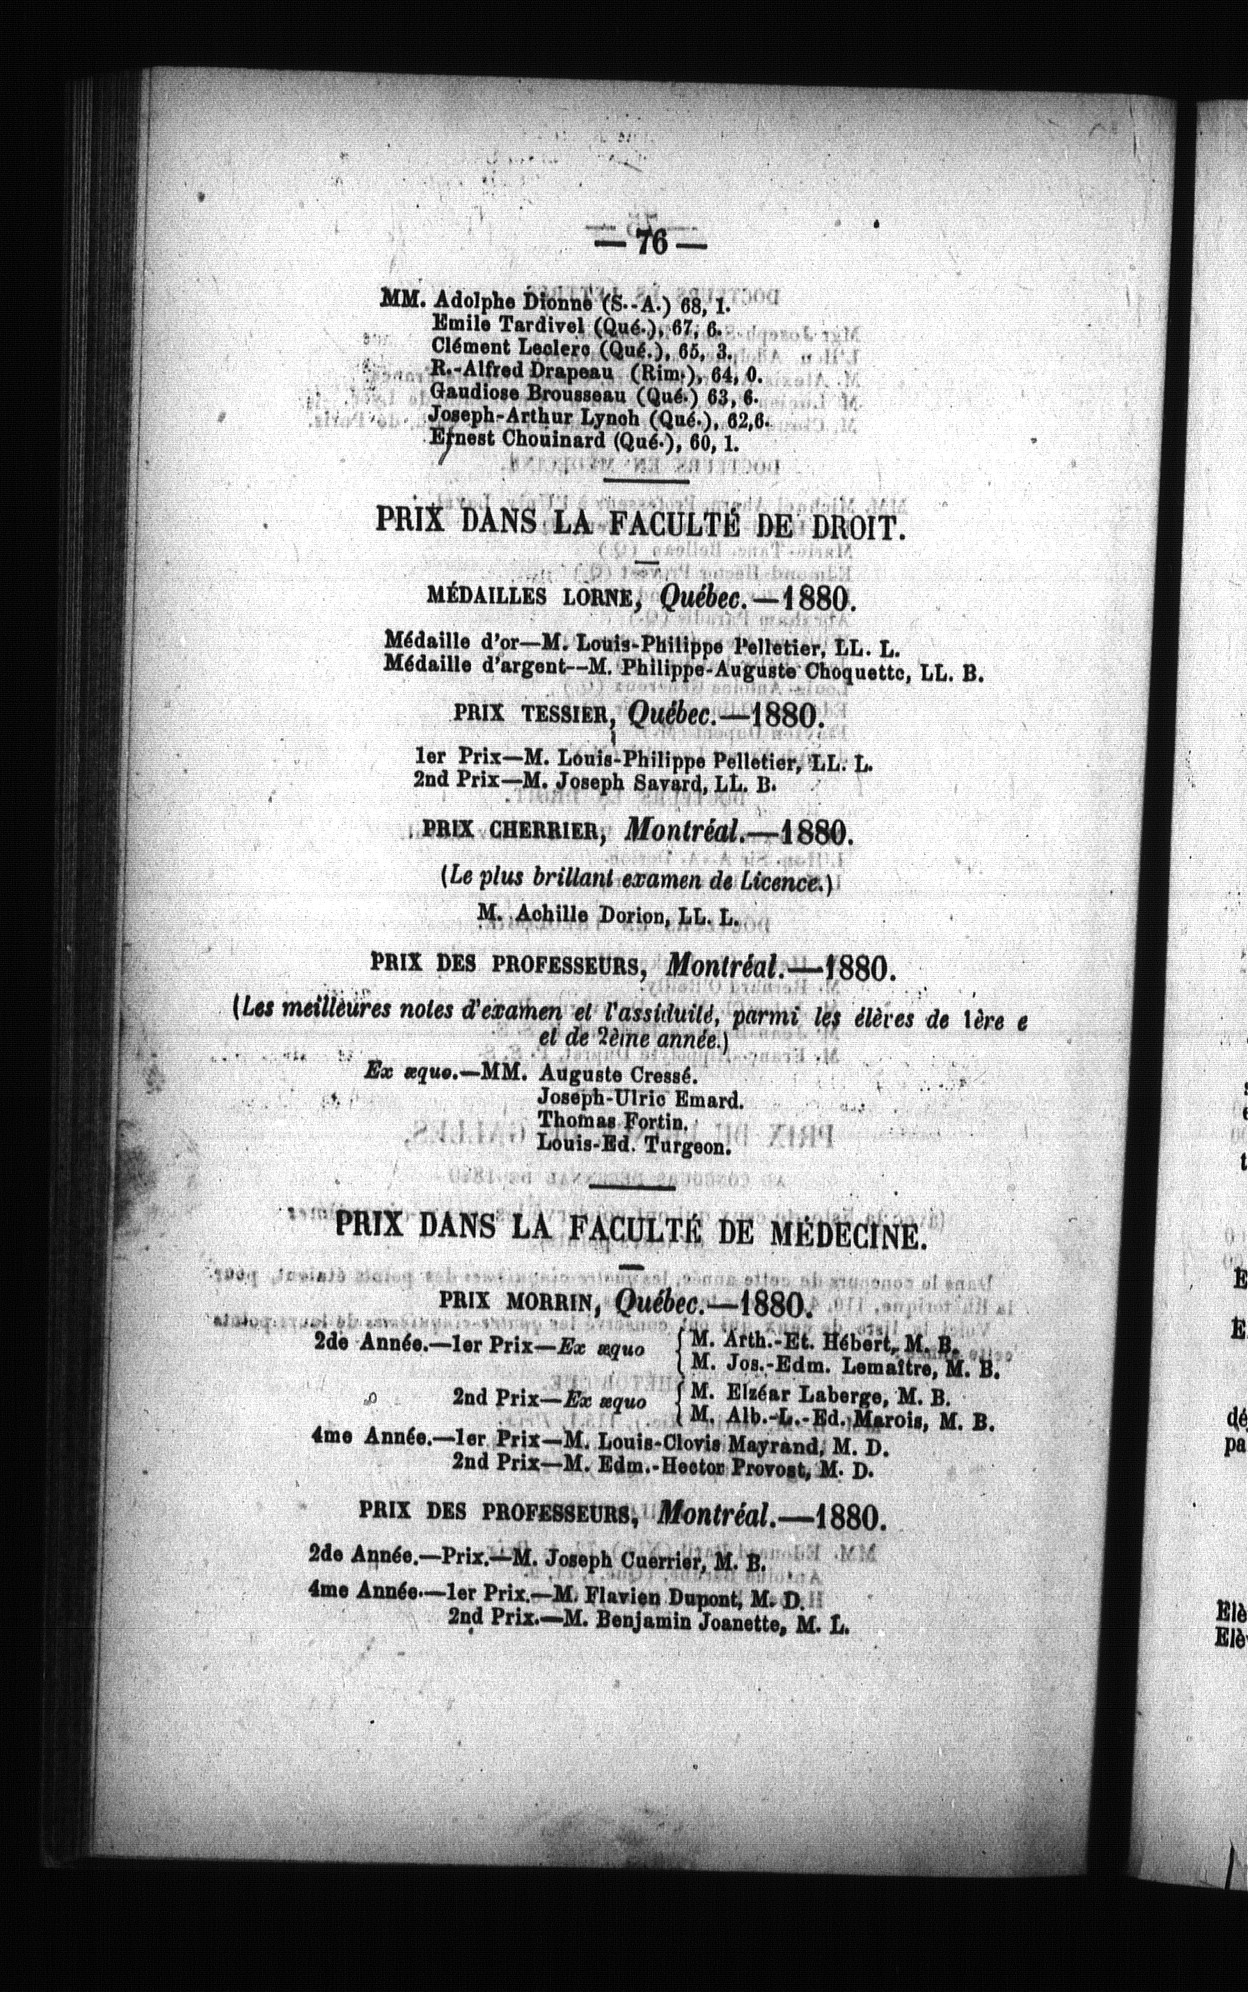 — 76 —
MM. Adolphe Dionne (S.-A.) 68, 1.
Emile Tardivel (Qué.), 67, 6.
Clément Leclerc (Qué.), 65, 3.
R.-Alfred Drapeau (Rim.), 64, 0.
Gaudiose Brousseau (Qué.) 63, 6.
Joseph-Arthur Lynch (Qué.), 62,6.
Ernest Chouinard (Qué.), 60, 1.
PRIX DANS LA FACULTÉ DE DROIT.
MÉDAILLES LORNE, Québec.—1880.
Médaille d'or—M. Louis-Philippe Pelletier, LL. L.
Médaille d'argent--M. Philippe-Auguste Choquette, LL. B.
PRIX TESSIER, Québec.—1880.
1er Prix—M. Louis-Philippe Pelletier, LL. L.
2nd Prix—M. Joseph Savard, LL. B.
PRIX CHERRIER, Montréal.—1880.
(Le plus brillant examen de Licence.)
M. Achille Dorion, LL. L.
PRIX DES PROFESSEURS, Montréal.—1880.
(Les meilleures notes d'examen et l'assiduité, parmi les élèves de 1ère e
et de 2ème année.)
Ex æquo.—MM. Auguste Cressé.
Joseph-Ulric Emard.
Thomas Fortin.
Louis-Ed. Turgeon.
PRIX DANS LA FACULTÉ DE MÉDECINE.
PRIX MORRIN, Québec.—1880.
2de Année.—1er Prix—Ex æquo { M. Arth.-Et. Hébert, M. B.
M. Jos.-Edm. Lemaître, M. B.
2nd Prix—Ex æquo { M. Elzéar Laberge, M. B.
M. Alb.-L.-Ed. Marois, M. B.
4me Année.—1er Prix—M. Louis-Clovis Mayrand, M. D.
2nd Prix—M. Edm.-Hector Provost, M. D.
PRIX DES PROFESSEURS, Montréal.—1880.
2de Année.—Prix.—M. Joseph Cuerrier, M. B.
4me Année.—1er Prix.—M. Flavien Dupont, M. D.
2nd Prix.—M. Benjamin Joanette, M. L.
dé
pa
Elè
Elè